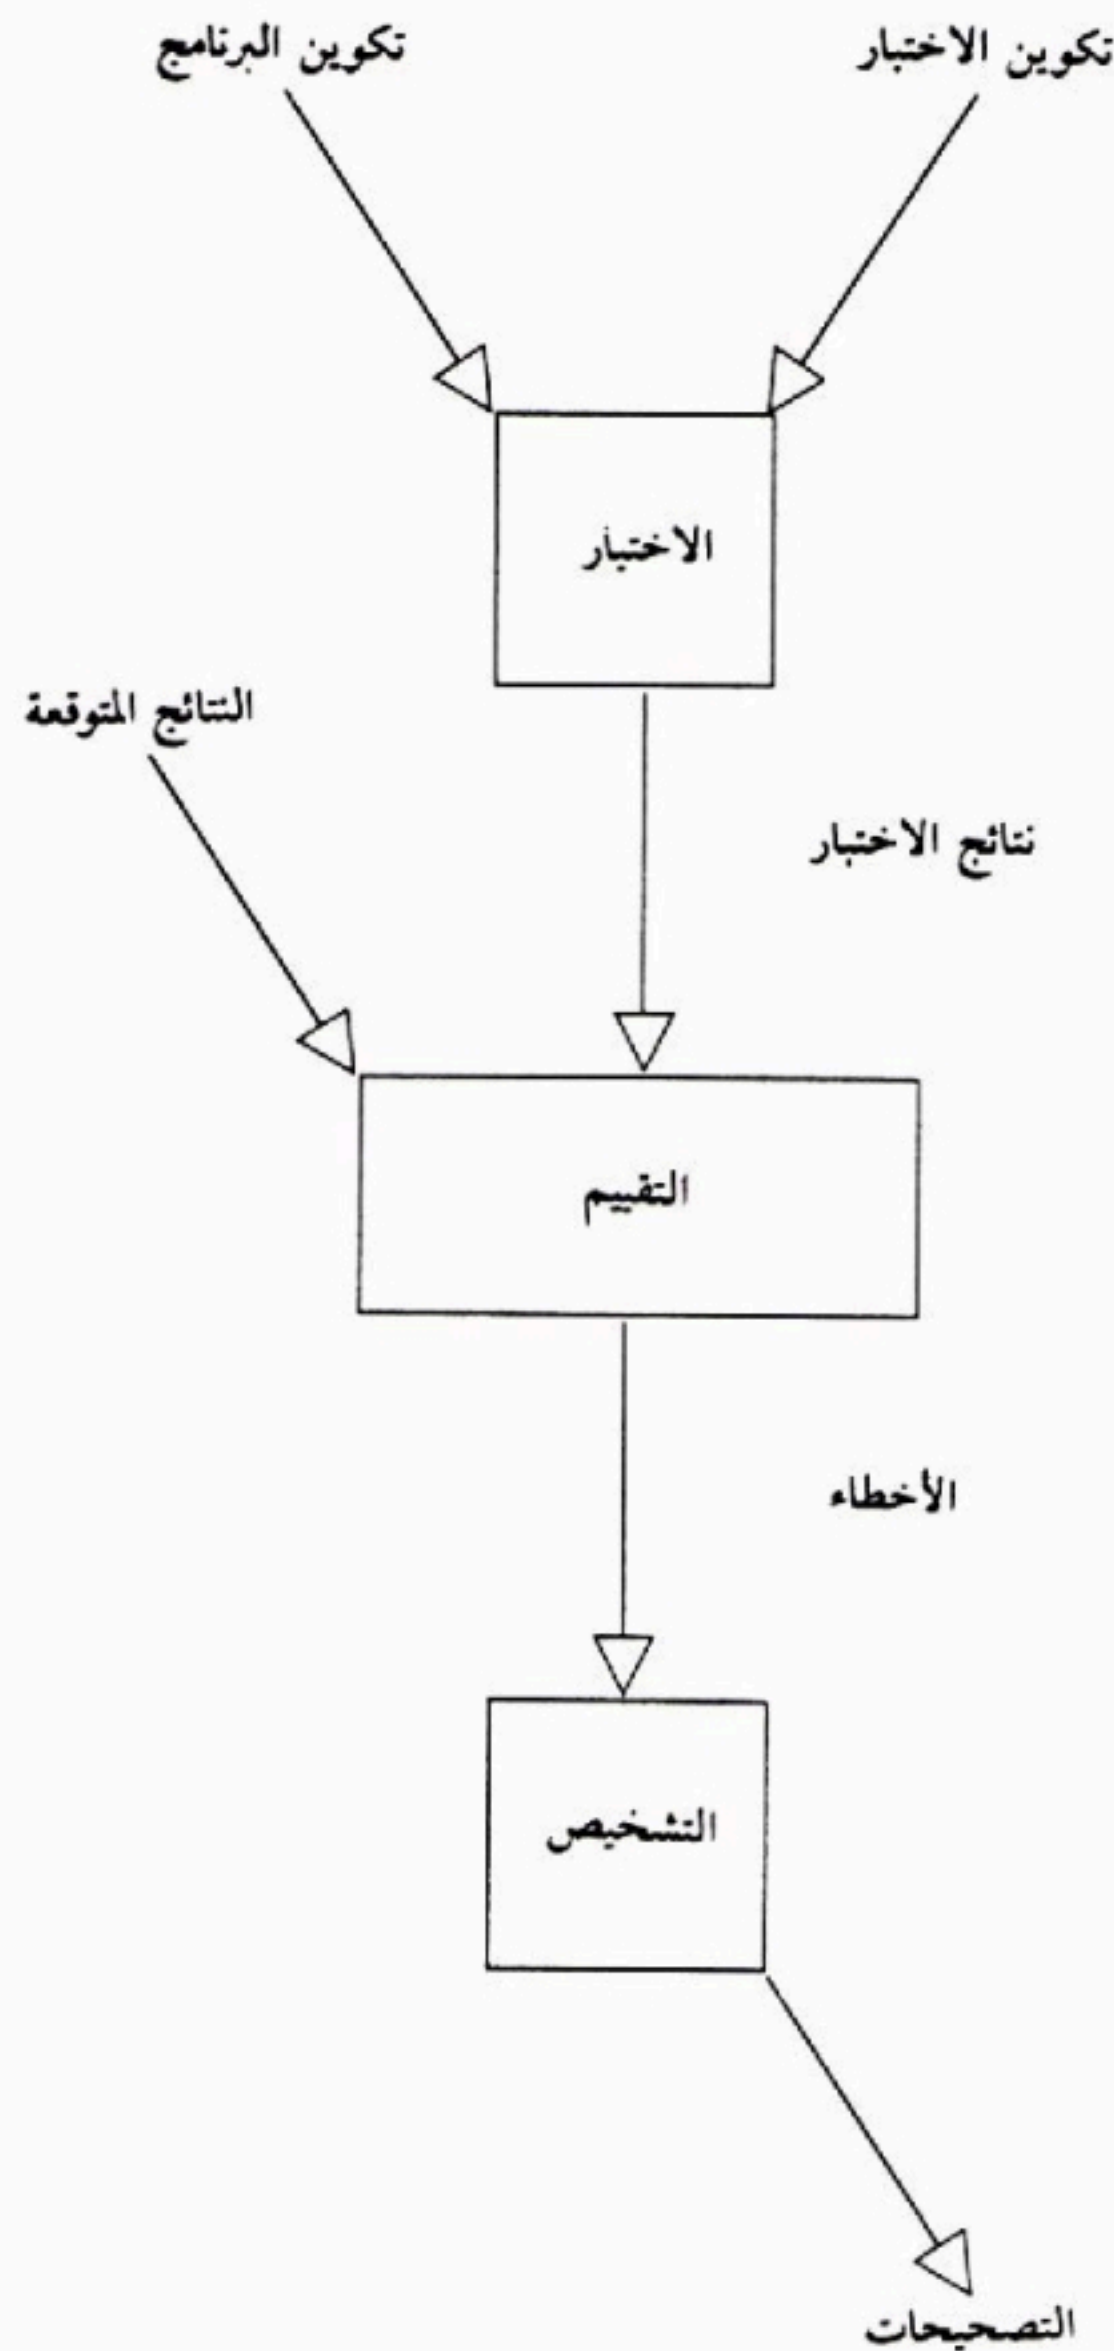 تكوين الاختبار
تكوين البرنامج
الاختبار
النتائج المتوقعة
نتائج الاختبار
التقييم
الأخطاء
التشخيص
التصحيحات